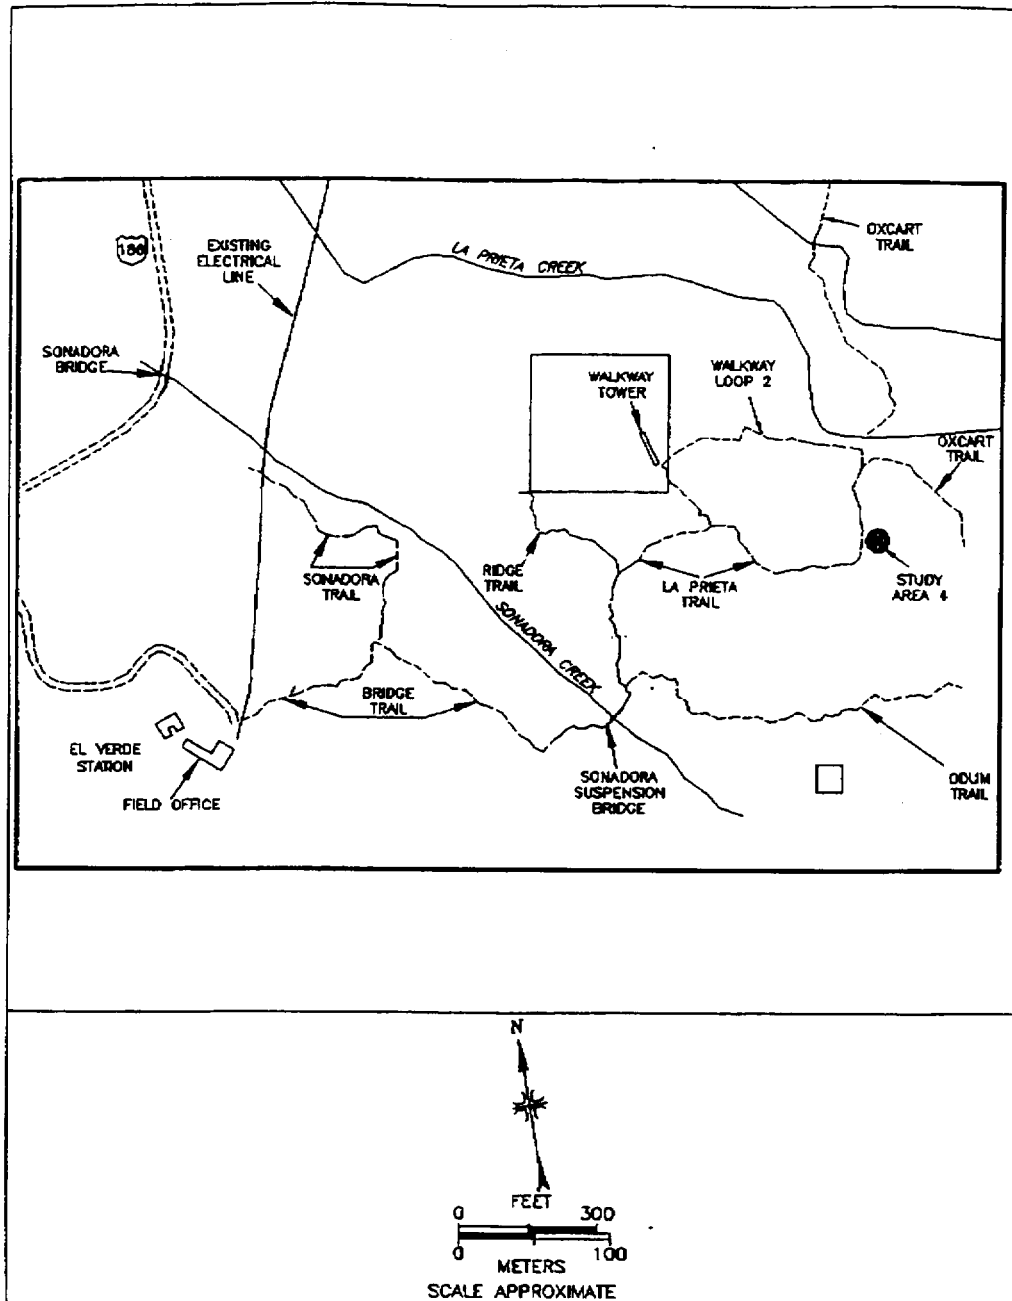 OXCART
TRAIL
186
EXISTING
ELECTRICAL
LINE
LA PRIETA CREEK
SONADORA
BRIDGE
WALKWAY
TOWER
WALKWAY
LOOP 2
OXCART
TRAIL
SONADORA
TRAIL
RIDGE
TRAIL
LA PRIETA
TRAIL
STUDY
AREA 4
SONADORA CREEK
BRIDGE
TRAIL
EL VERDE
STATION
FIELD OFFICE
SONADORA
SUSPENSION
BRIDGE
ODUM
TRAIL
N
FEET
0 300
0 100
METERS
SCALE APPROXIMATE